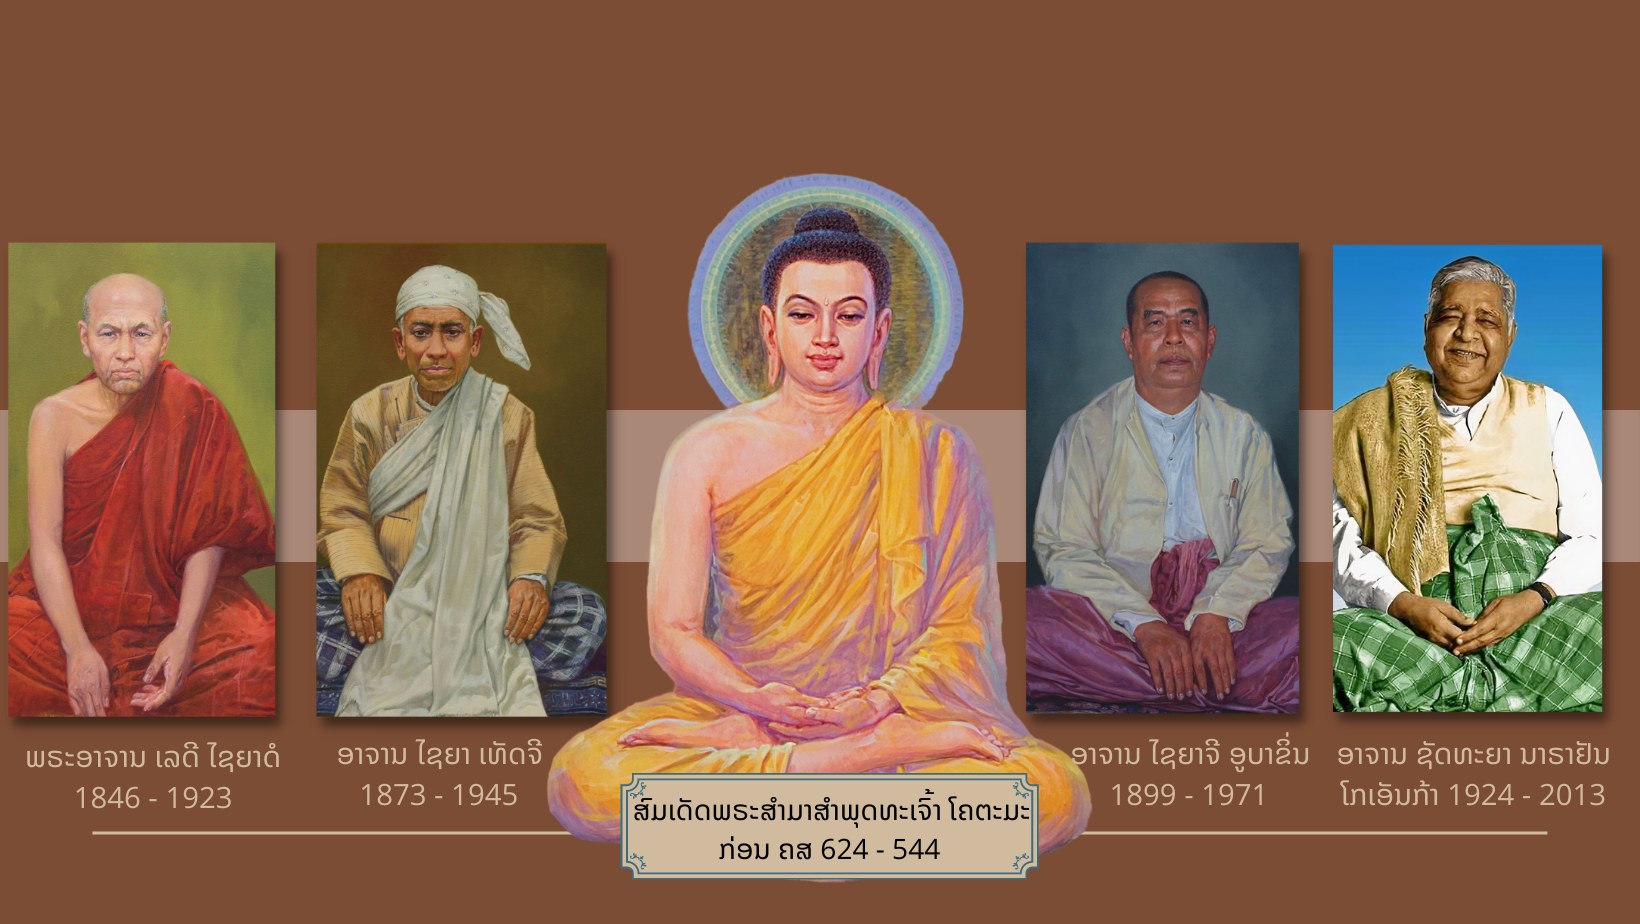 ພຣະອາຈານ ເລດີ ໄຊຍາດໍ
1846 - 1923
ອາຈານ ໄຊຍາ ເທັດຈີ
1873 - 1945
ສົມເດັດພຣະສຳມາສຳພຸດທະເຈົ້າ ໂຄຕະມະ
ກ່ອນ ຄສ 624 - 544
ອາຈານ ໄຊຍາຈີ ອູບາຂິ່ນ
1899 - 1971
ອາຈານ ຊັດທະຍາ ນາຣາຢັນ
ໂກເອັນກ້າ 1924 - 2013